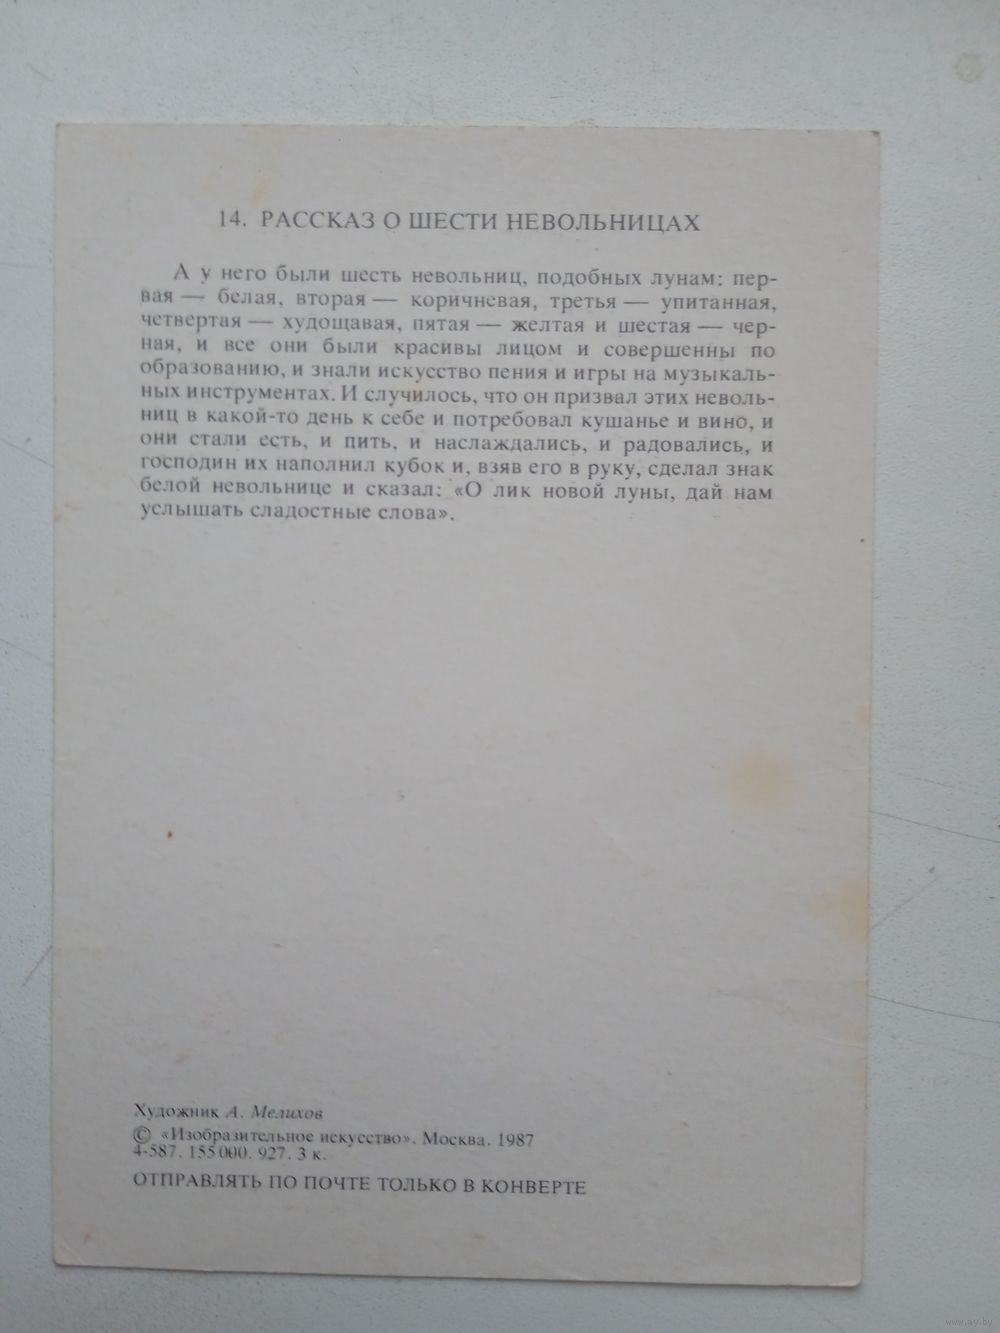 14. РАССКАЗ О ШЕСТИ НЕВОЛЬНИЦАХ
А у него были шесть невольниц, подобных лунам: пер-
вая — белая, вторая — коричневая, третья — упитанная,
четвертая — худощавая, пятая — желтая и шестая — чер-
ная, и все они были красивы лицом и совершенны по
образованию, и знали искусство пения и игры на музыкаль-
ных инструментах. И случилось, что он призвал этих неволь-
ниц в какой-то день к себе и потребовал кушанье и вино, и
они стали есть, и пить, и наслаждались, и радовались, и
господин их наполнил кубок и, взяв его в руку, сделал знак
белой невольнице и сказал: «О лик новой луны, дай нам
услышать сладостные слова».
Художник А. Мелихов
© «Изобразительное искусство». Москва. 1987
4-587. 155 000. 927. 3 к.
ОТПРАВЛЯТЬ ПО ПОЧТЕ ТОЛЬКО В КОНВЕРТЕ
www.ay.by